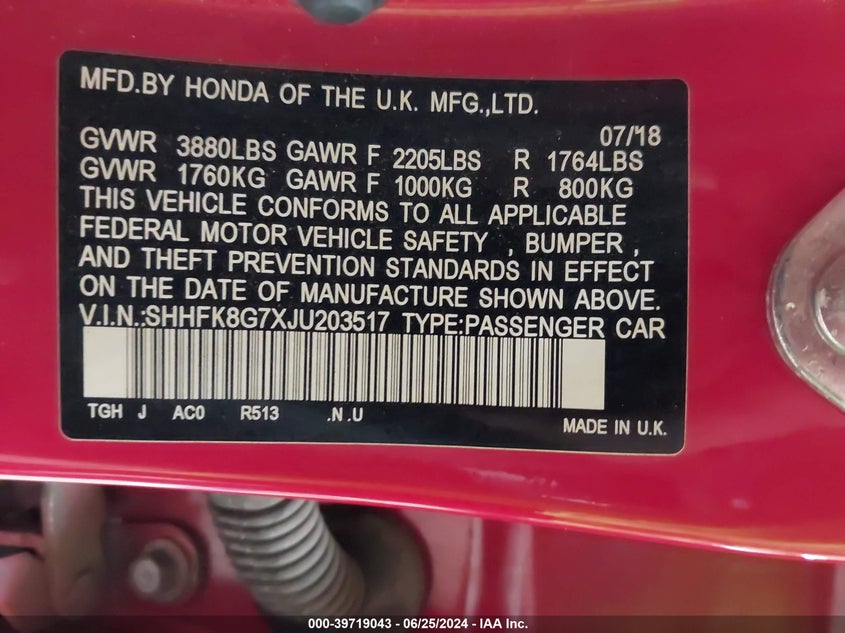 MFD.BY HONDA OF THE U.K. MFG.,LTD.
07/18
GVWR 3880LBS GAWR F 2205LBS R 1764LBS
GVWR 1760KG GAWR F 1000KG R 800KG
THIS VEHICLE CONFORMS TO ALL APPLICABLE
FEDERAL MOTOR VEHICLE SAFETY , BUMPER ,
AND THEFT PREVENTION STANDARDS IN EFFECT
ON THE DATE OF MANUFACTURE SHOWN ABOVE.
V.I.N.:SHHFK8G7XJU203517 TYPE:PASSENGER CAR
TGH J AC0 R513 .N .U
MADE IN U.K.
000-39719043 - 06/25/2024 - IAA Inc.